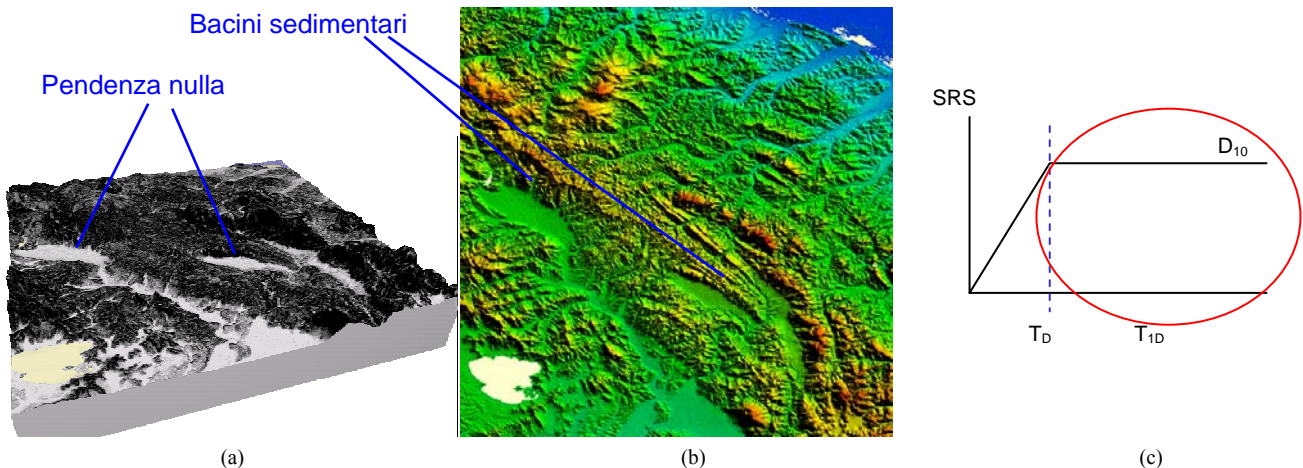 Bacini sedimentari
Pendenza nulla
SRS
D10
TD
T1D
(a)
(b)
(c)